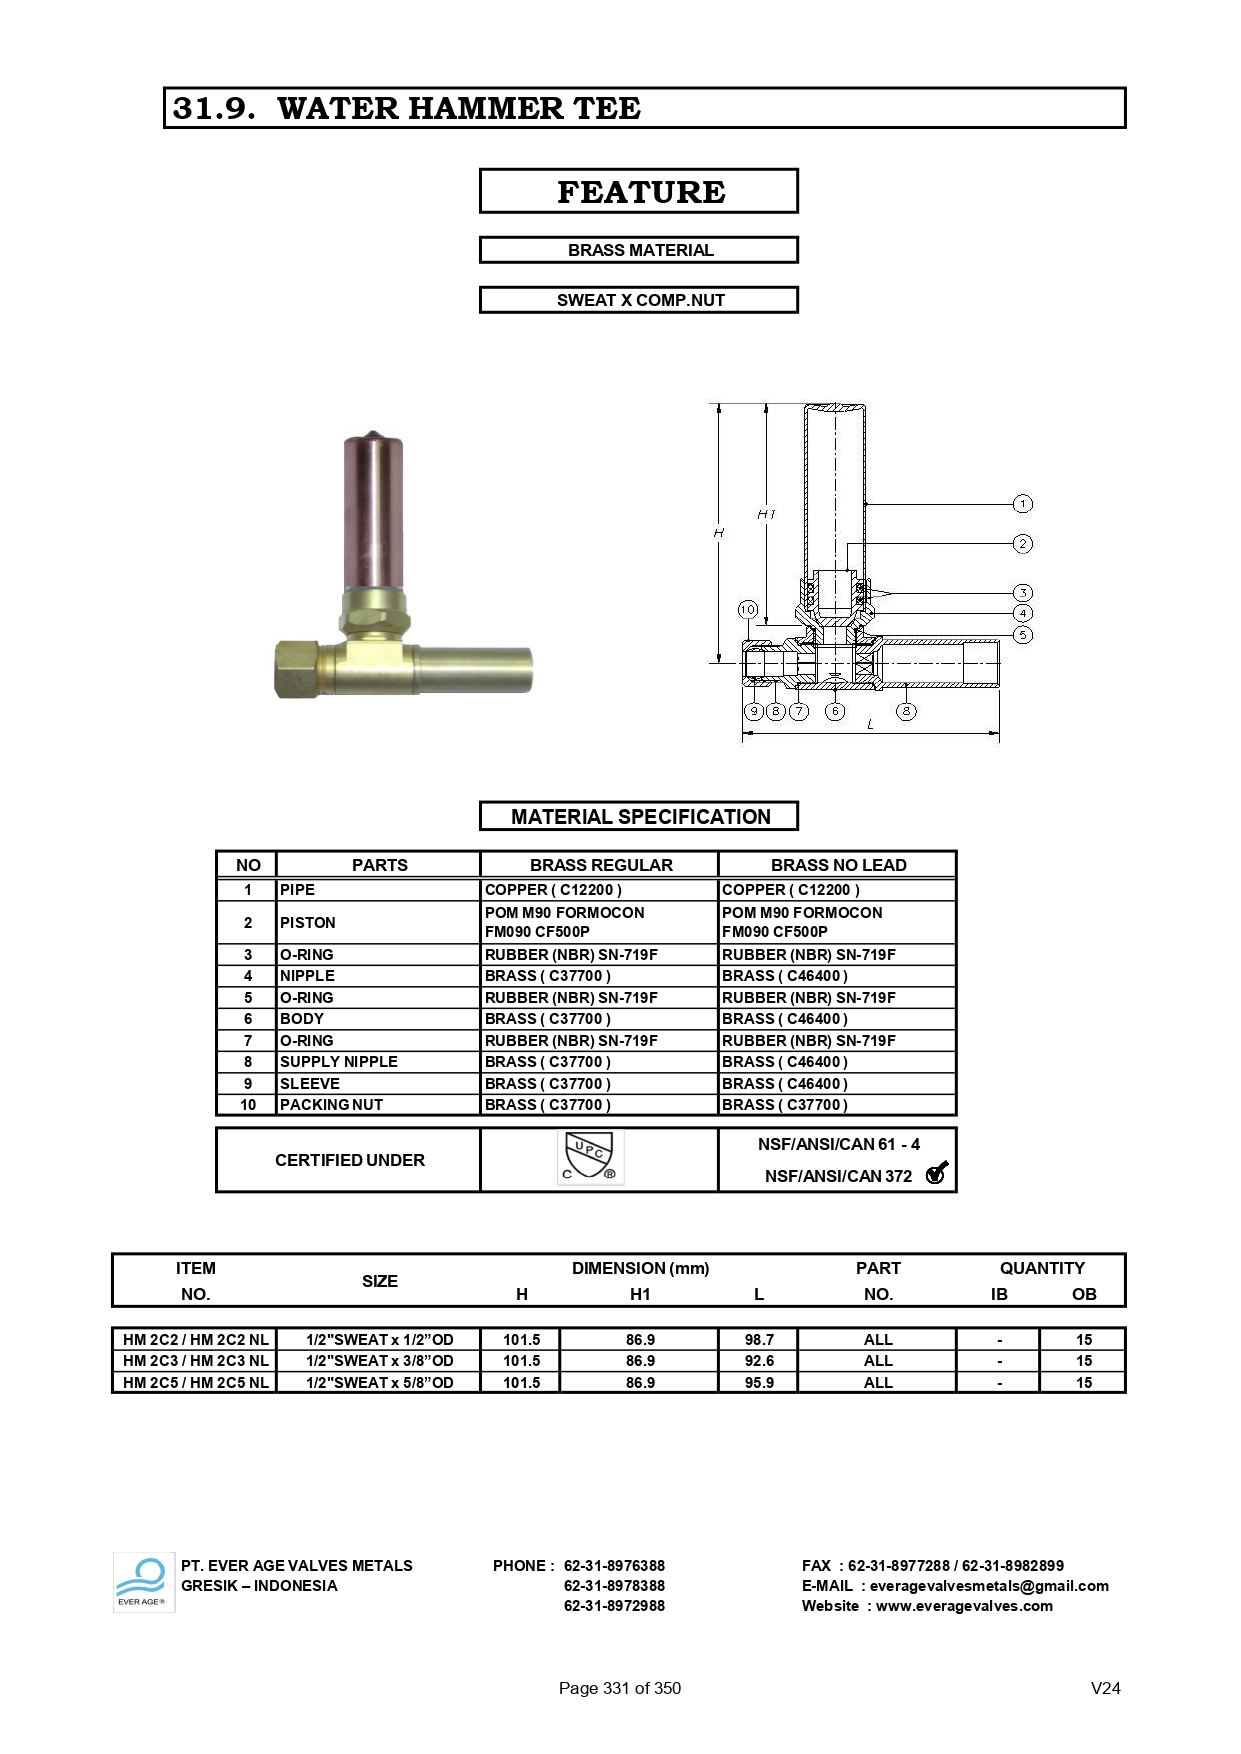 31.9. WATER HAMMER TEE
FEATURE
BRASS MATERIAL
SWEAT X COMP.NUT
H
H1
1
2
3
4
5
10
9
8
7
6
8
L
MATERIAL SPECIFICATION
NO PARTS BRASS REGULAR BRASS NO LEAD
1 PIPE COPPER ( C12200 ) COPPER ( C12200 )
2 PISTON POM M90 FORMOCON FM090 CF500P POM M90 FORMOCON FM090 CF500P
3 O-RING RUBBER (NBR) SN-719F RUBBER (NBR) SN-719F
4 NIPPLE BRASS ( C37700 ) BRASS ( C46400 )
5 O-RING RUBBER (NBR) SN-719F RUBBER (NBR) SN-719F
6 BODY BRASS ( C37700 ) BRASS ( C46400 )
7 O-RING RUBBER (NBR) SN-719F RUBBER (NBR) SN-719F
8 SUPPLY NIPPLE BRASS ( C37700 ) BRASS ( C46400 )
9 SLEEVE BRASS ( C37700 ) BRASS ( C46400 )
10 PACKING NUT BRASS ( C37700 ) BRASS ( C37700 )
CERTIFIED UNDER
UPC
C ®
NSF/ANSI/CAN 61 - 4
NSF/ANSI/CAN 372
ITEM NO. SIZE DIMENSION (mm) PART NO. QUANTITY
H H1 L IB OB
HM 2C2 / HM 2C2 NL 1/2"SWEAT x 1/2”OD 101.5 86.9 98.7 ALL - 15
HM 2C3 / HM 2C3 NL 1/2"SWEAT x 3/8”OD 101.5 86.9 92.6 ALL - 15
HM 2C5 / HM 2C5 NL 1/2"SWEAT x 5/8”OD 101.5 86.9 95.9 ALL - 15
EVER AGE®
PT. EVER AGE VALVES METALS PHONE : 62-31-8976388 FAX : 62-31-8977288 / 62-31-8982899
GRESIK – INDONESIA 62-31-8978388 E-MAIL : everagevalvesmetals@gmail.com
62-31-8972988 Website : www.everagevalves.com
Page 331 of 350 V24